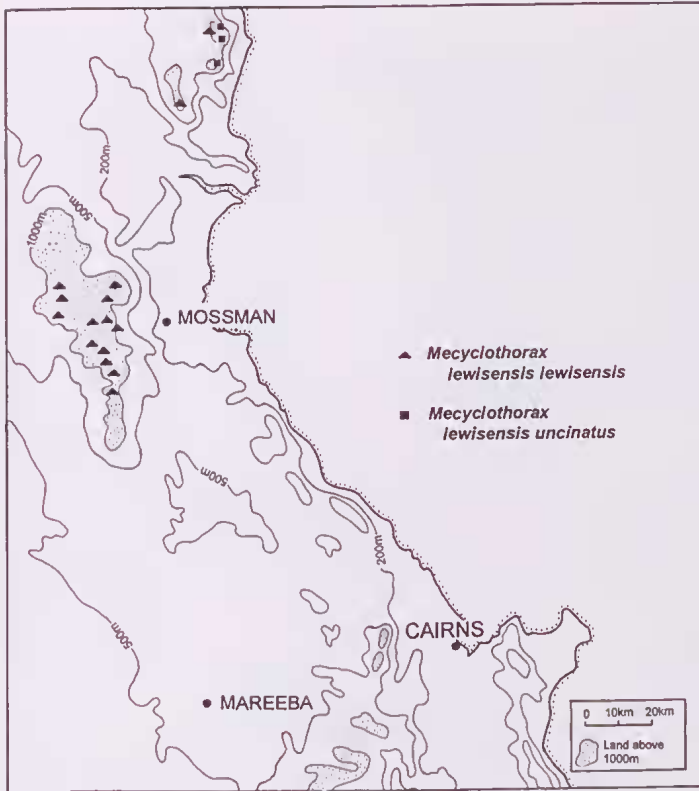 200m
500m
1000m
MOSSMAN
Mecyclothorax
lewisensis lewisensis
Mecyclothorax
lewisensis uncinatus
500m
200m
500m
CAIRNS
MAREEBA
0 10km 20km
Land above
1000m